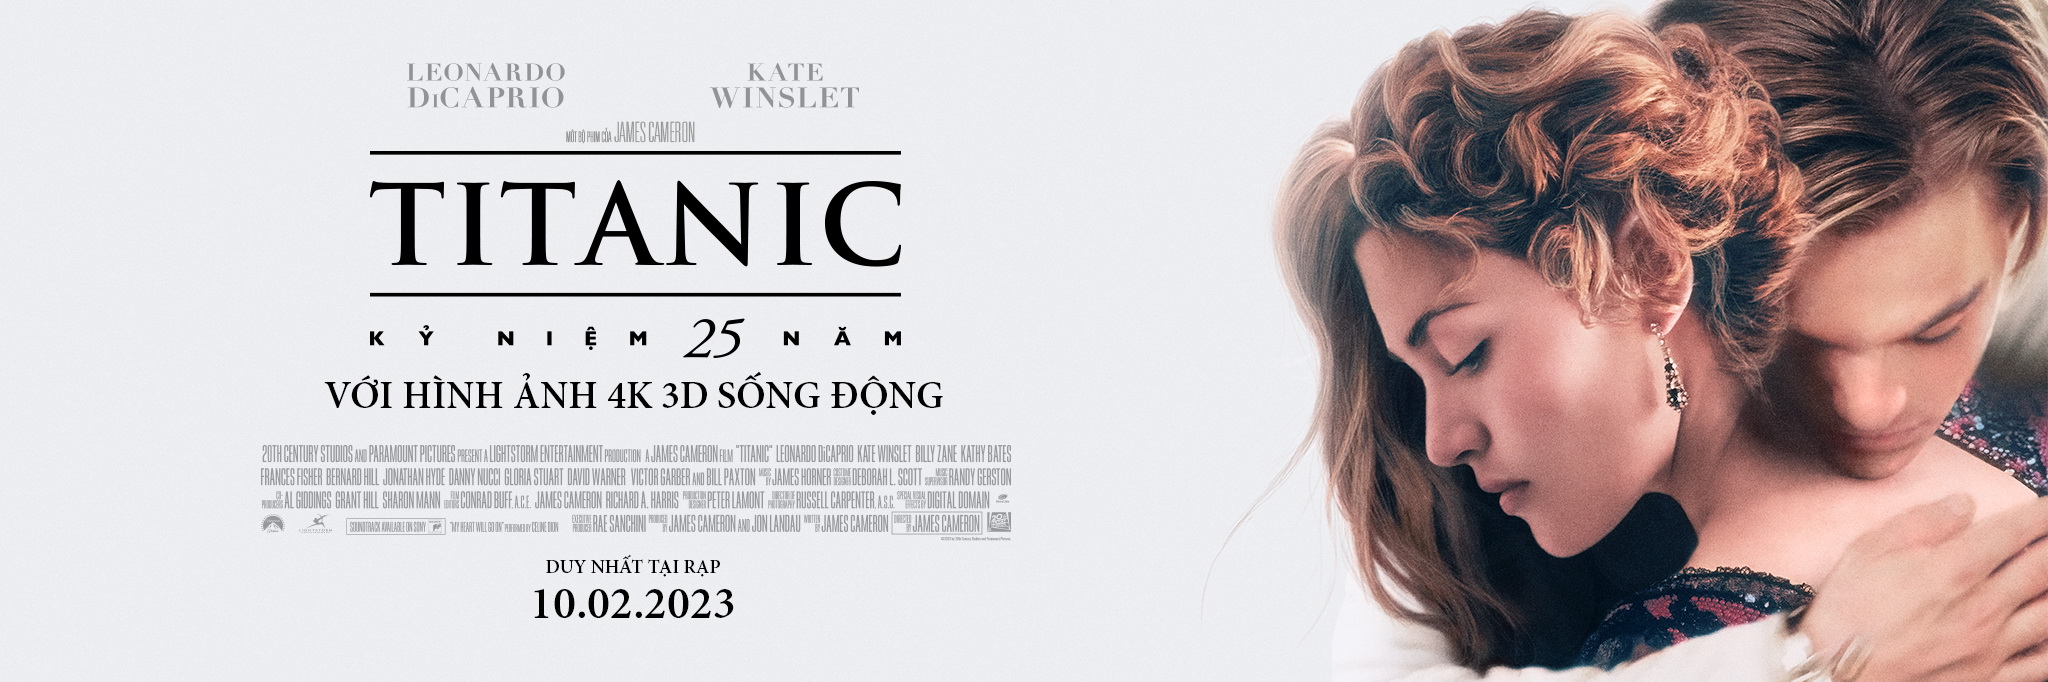 LEONARDO
DiCAPRIO
KATE
WINSLET
MỘT BỘ PHIM CỦA JAMES CAMERON
TITANIC
KỶ NIỆM 25 NĂM
VỚI HÌNH ẢNH 4K 3D SỐNG ĐỘNG
20TH CENTURY STUDIOS AND PARAMOUNT PICTURES PRESENT A LIGHTSTORM ENTERTAINMENT PRODUCTION A JAMES CAMERON FILM "TITANIC" LEONARDO DiCAPRIO KATE WINSLET BILLY ZANE KATHY BATES
FRANCES FISHER BERNARD HILL JONATHAN HYDE DANNY NUCCI GLORIA STUART DAVID WARNER VICTOR GARBER AND BILL PAXTON MUSIC BY JAMES HORNER COSTUME DESIGNER DEBORAH L. SCOTT MUSIC SUPERVISOR RANDY GERSTON
CO-PRODUCERS AL GIDDINGS GRANT HILL SHARON MANN FILM EDITORS CONRAD BUFF A.C.E. JAMES CAMERON RICHARD A. HARRIS PRODUCTION DESIGNER PETER LAMONT DIRECTOR OF PHOTOGRAPHY RUSSELL CARPENTER A.S.C. SPECIAL VISUAL EFFECTS BY DIGITAL DOMAIN
SOUNDTRACK AVAILABLE ON SONY "MY HEART WILL GO ON" PERFORMED BY CELINE DION EXECUTIVE PRODUCER RAE SANCHINI PRODUCED BY JAMES CAMERON AND JON LANDAU WRITTEN BY JAMES CAMERON DIRECTED BY JAMES CAMERON
DUY NHẤT TẠI RẠP
10.02.2023